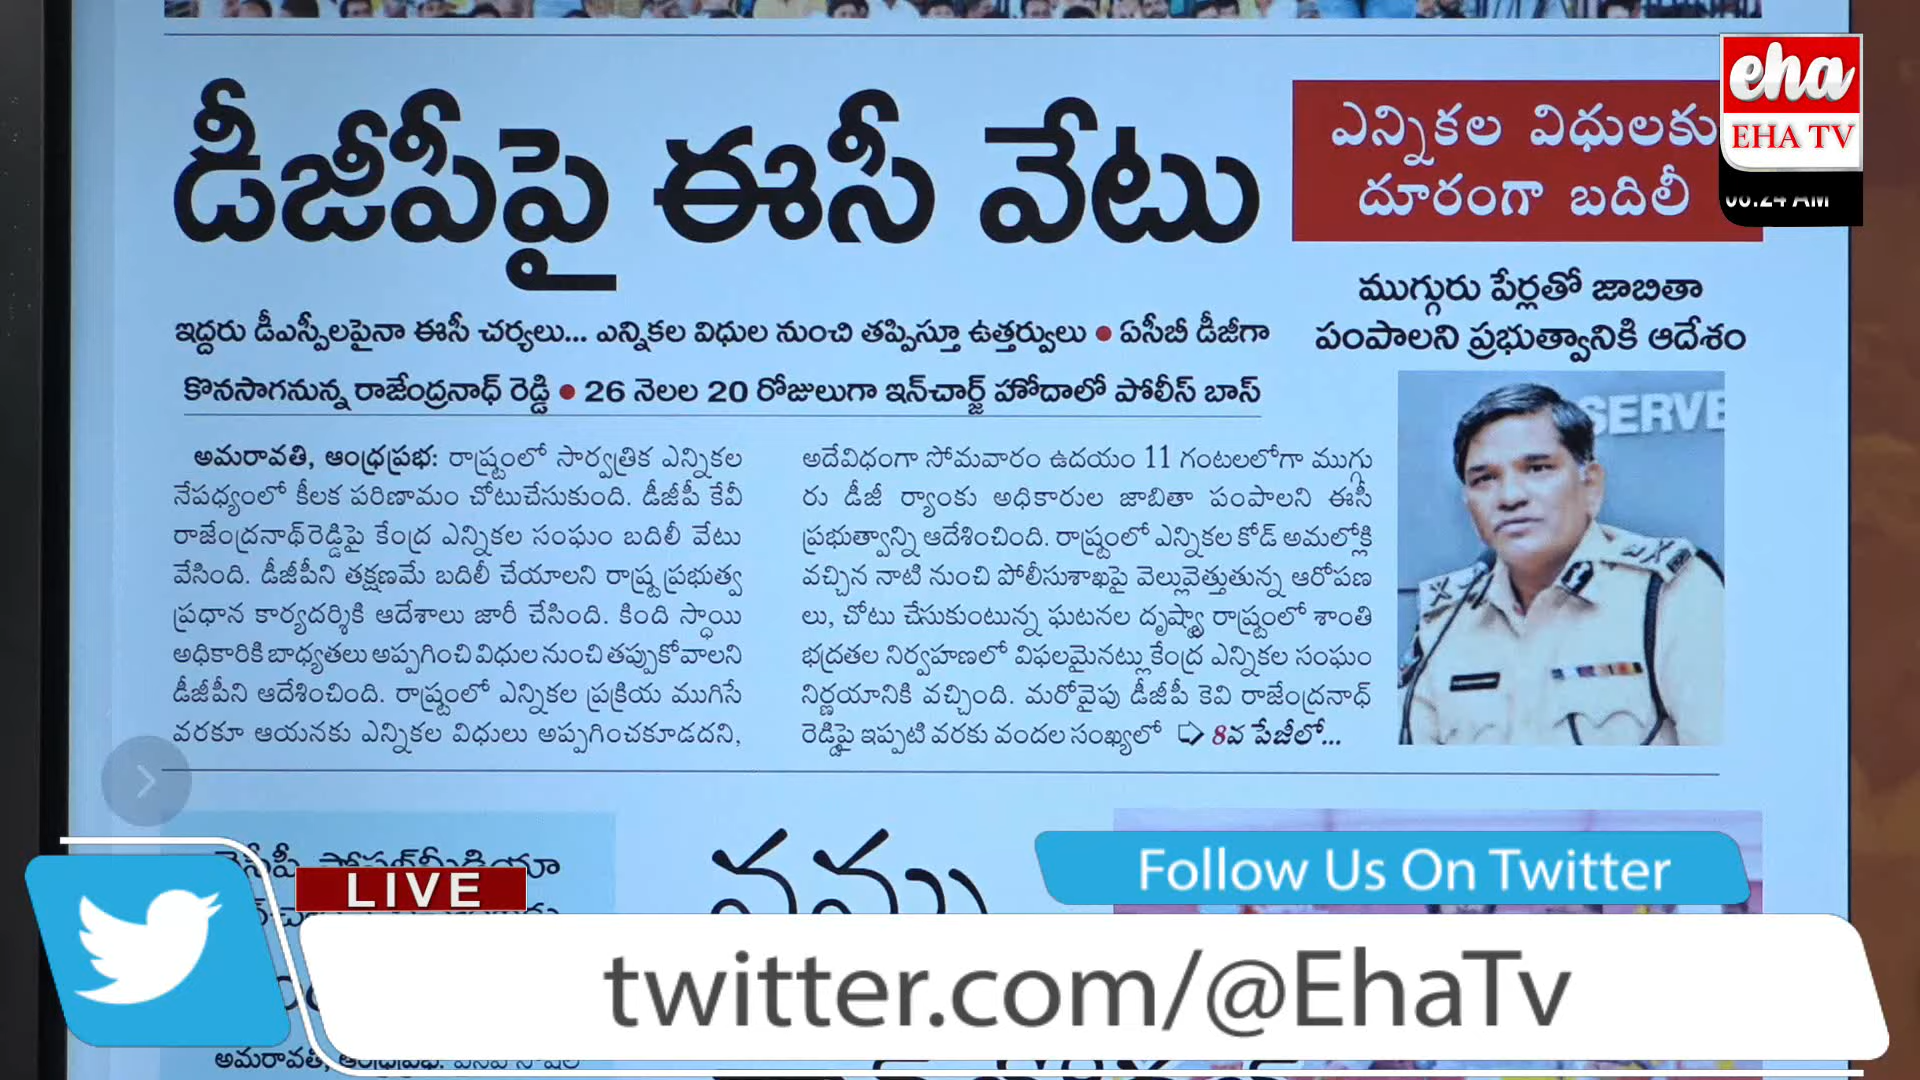 డీజీపీపై ఈసీ వేటు
ఎన్నికల విధులకు
దూరంగా బదిలీ
eha
EHA TV
ముగ్గురు పేర్లతో జాబితా
పంపాలని ప్రభుత్వానికి ఆదేశం
ఇద్దరు డీఎస్పీలపైనా ఈసీ చర్యలు... ఎన్నికల విధుల నుంచి తప్పిస్తూ ఉత్తర్వులు ● ఏసీబీ డీజీగా
కొనసాగనున్న రాజేంద్రనాథ్ రెడ్డి ● 26 నెలల 20 రోజులుగా ఇన్‌చార్జ్ హోదాలో పోలీస్ బాస్
SERVE
అమరావతి, ఆంధ్రప్రభ: రాష్ట్రంలో సార్వత్రిక ఎన్నికల
నేపధ్యంలో కీలక పరిణామం చోటుచేసుకుంది. డీజీపీ కేవీ
రాజేంద్రనాథ్‌రెడ్డిపై కేంద్ర ఎన్నికల సంఘం బదిలీ వేటు
వేసింది. డీజీపీని తక్షణమే బదిలీ చేయాలని రాష్ట్ర ప్రభుత్వ
ప్రధాన కార్యదర్శికి ఆదేశాలు జారీ చేసింది. కింది స్థాయి
అధికారికి బాధ్యతలు అప్పగించి విధుల నుంచి తప్పుకోవాలని
డీజీపీని ఆదేశించింది. రాష్ట్రంలో ఎన్నికల ప్రక్రియ ముగిసే
వరకూ ఆయనకు ఎన్నికల విధులు అప్పగించకూడదని,
అదేవిధంగా సోమవారం ఉదయం 11 గంటలలోగా ముగ్గు
రు డీజీ ర్యాంకు అధికారుల జాబితా పంపాలని ఈసీ
ప్రభుత్వాన్ని ఆదేశించింది. రాష్ట్రంలో ఎన్నికల కోడ్ అమల్లోకి
వచ్చిన నాటి నుంచి పోలీసుశాఖపై వెల్లువెత్తుతున్న ఆరోపణ
లు, చోటు చేసుకుంటున్న ఘటనల దృష్ట్యా రాష్ట్రంలో శాంతి
భద్రతల నిర్వహణలో విఫలమైనట్లు కేంద్ర ఎన్నికల సంఘం
నిర్ణయానికి వచ్చింది. మరోవైపు డీజీపీ కెవి రాజేంద్రనాధ్
రెడ్డిపై ఇప్పటి వరకు వందల సంఖ్యలో ➪ 8వ పేజీలో...
LIVE
Follow Us On Twitter
twitter.com/@EhaTv
అమరావతి, ఆంధ్రప్రభ: